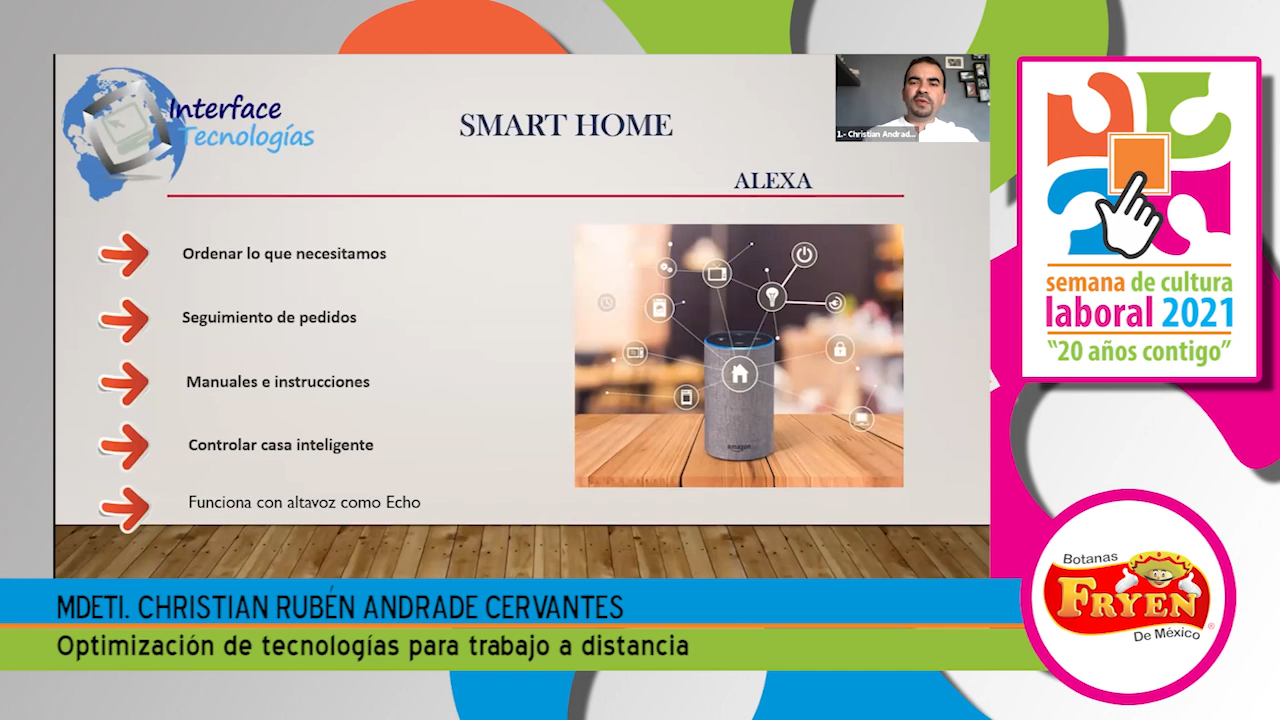 Interface
Tecnologías
SMART HOME
1.- Christian Andrad...
ALEXA
Ordenar lo que necesitamos
Seguimiento de pedidos
Manuales e instrucciones
Controlar casa inteligente
Funciona con altavoz como Echo
amazon
semana de cultura
laboral 2021
"20 años contigo"
Botanas
FRYEN
De México
®
MDETI. CHRISTIAN RUBÉN ANDRADE CERVANTES
Optimización de tecnologías para trabajo a distancia